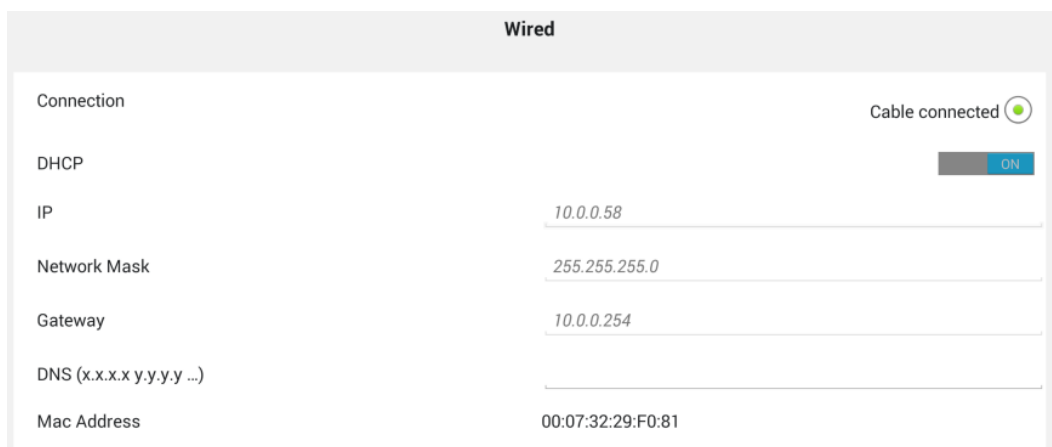 Wired
Connection
Cable connected
DHCP
ON
IP
10.0.0.58
Network Mask
255.255.255.0
Gateway
10.0.0.254
DNS (x.x.x.x y.y.y.y ...)
Mac Address
00:07:32:29:F0:81